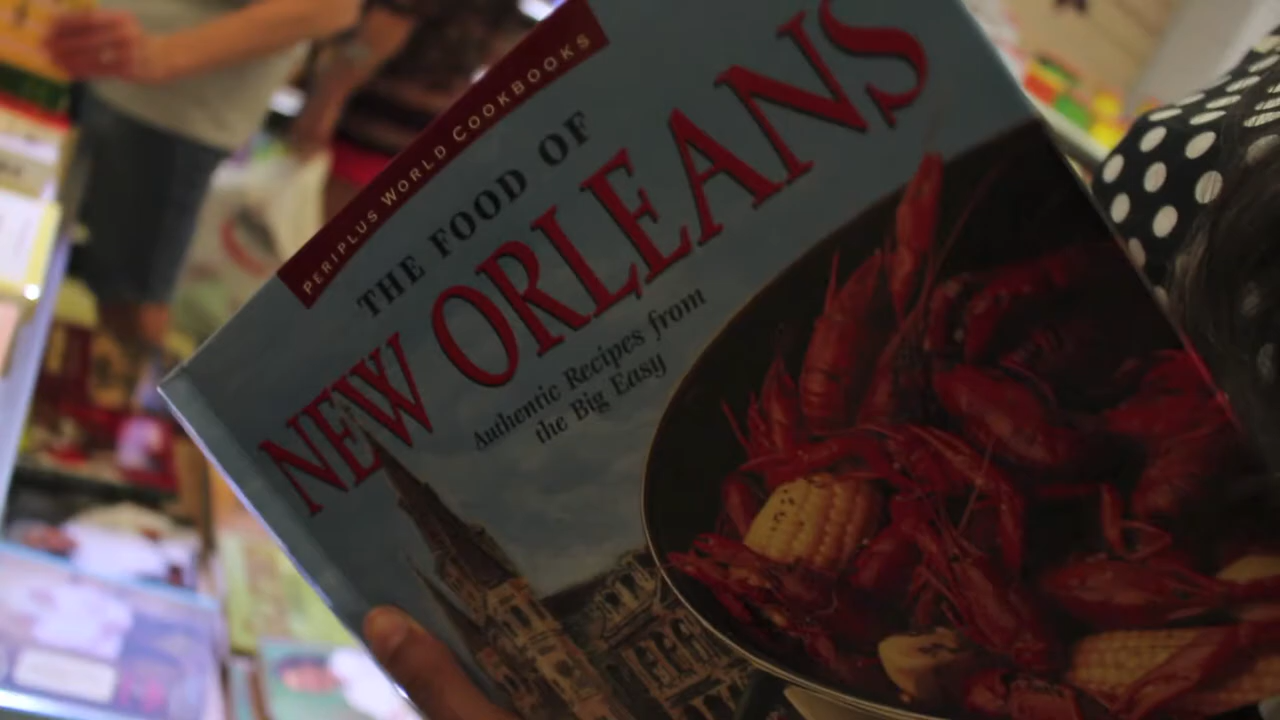 PERIPLUS WORLD COOKBOOKS
THE FOOD OF
NEW ORLEANS
Authentic Recipes from
the Big Easy